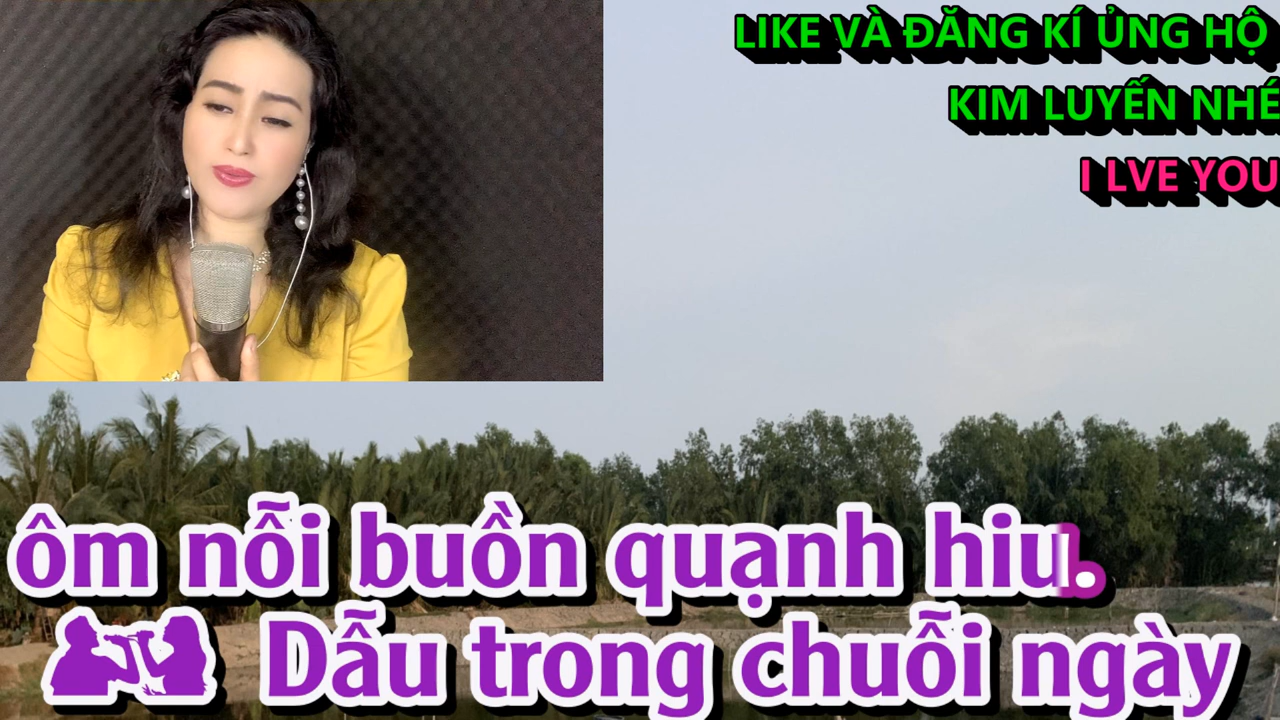 LIKE VÀ ĐĂNG KÍ ỦNG HỘ
KIM LUYẾN NHÉ
I LVE YOU
ôm nỗi buồn quạnh hiu.
Dẫu trong chuỗi ngày